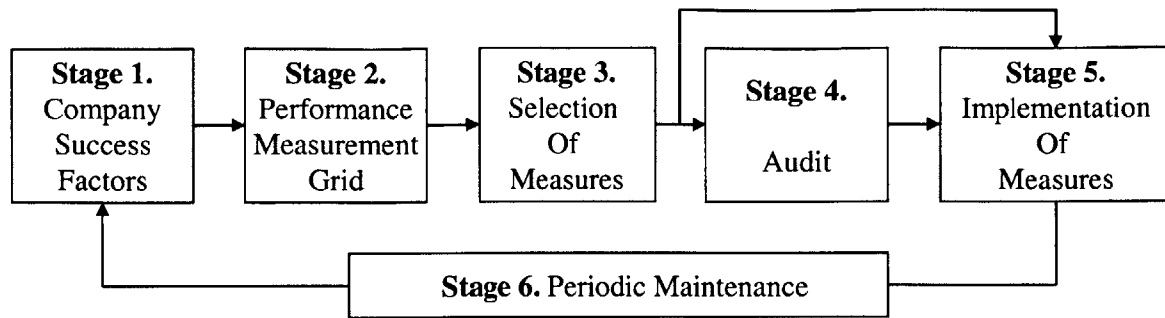 Stage 1.
Company
Success
Factors
Stage 2.
Performance
Measurement
Grid
Stage 3.
Selection
Of
Measures
Stage 4.
Audit
Stage 5.
Implementation
Of
Measures
Stage 6. Periodic Maintenance